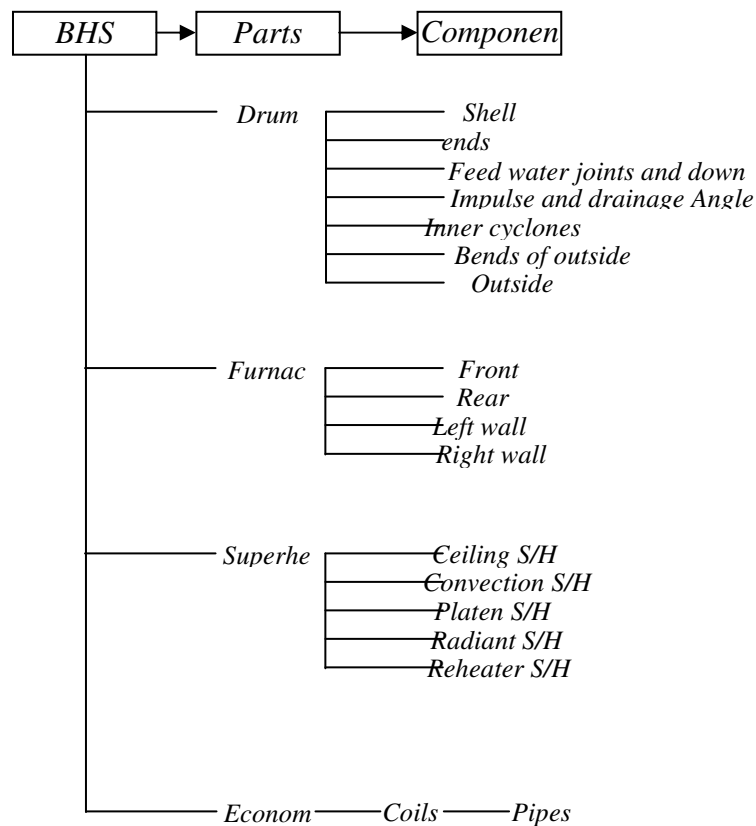 BHS Parts Componen
Drum Shell
ends
Feed water joints and down
Impulse and drainage Angle
Inner cyclones
Bends of outside
Outside
Furnac Front
Rear
Left wall
Right wall
Superhe Ceiling S/H
Convection S/H
Platen S/H
Radiant S/H
Reheater S/H
Econom Coils Pipes